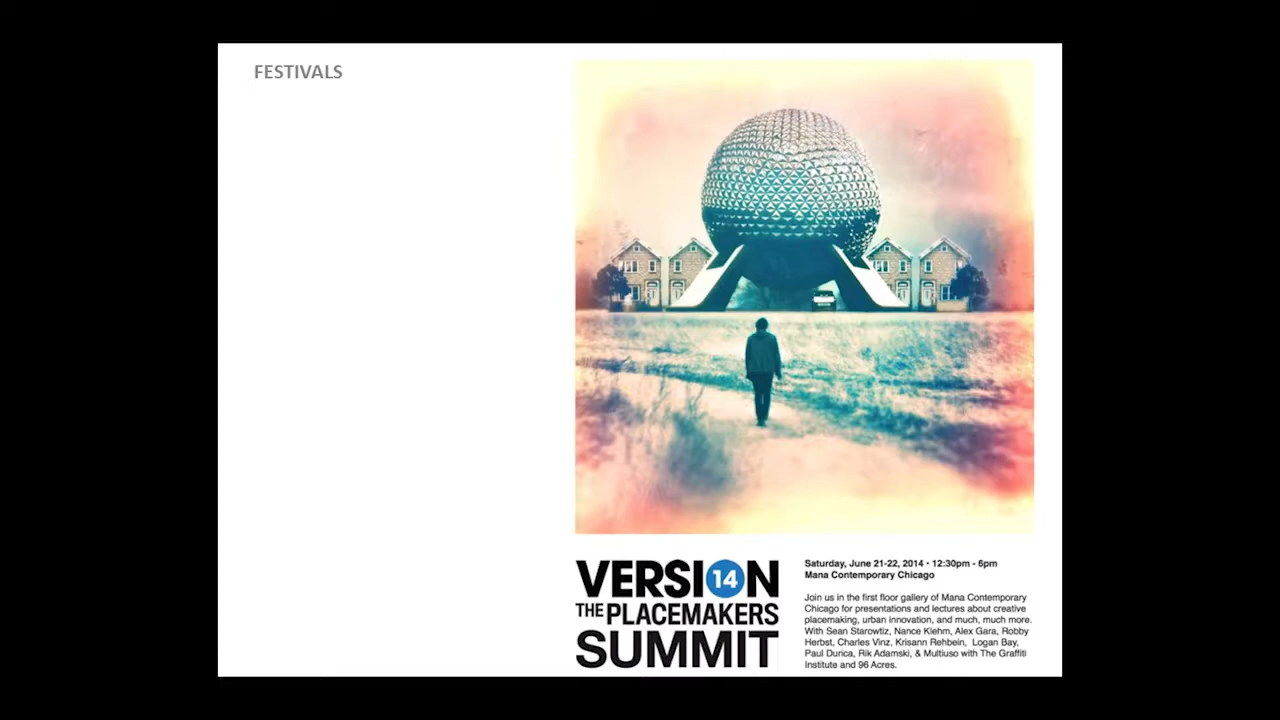 FESTIVALS
VERSION 14
THE PLACEMAKERS
SUMMIT
Saturday, June 21-22, 2014 • 12:30pm - 6pm
Mana Contemporary Chicago
Join us in the first floor gallery of Mana Contemporary
Chicago for presentations and lectures about creative
placemaking, urban innovation, and much, much more.
With Sean Starowtiz, Nance Klehm, Alex Gara, Robby
Herbst, Charles Vinz, Krisann Rehbein, Logan Bay,
Paul Durica, Rik Adamski, & Multiuso with The Graffiti
Institute and 96 Acres.